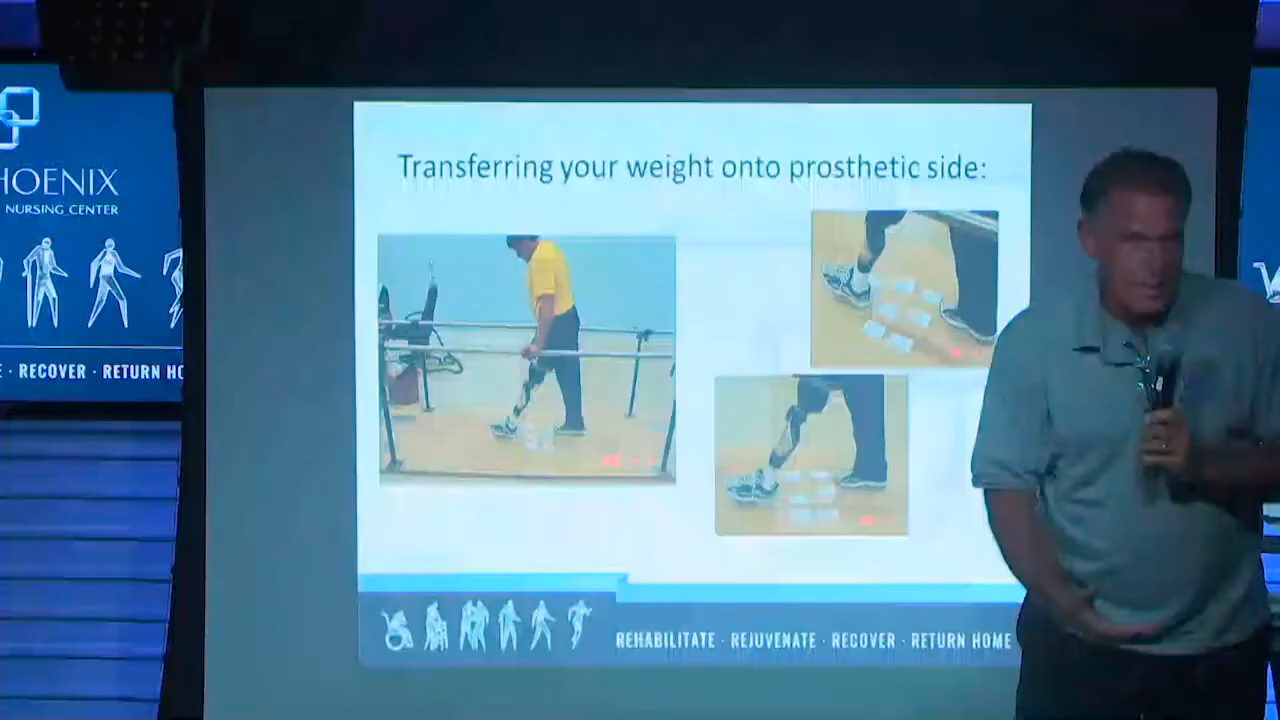 HOENIX
NURSING CENTER
· RECOVER · RETURN HO
Transferring your weight onto prosthetic side:
REHABILITATE · REJUVENATE · RECOVER · RETURN HOME